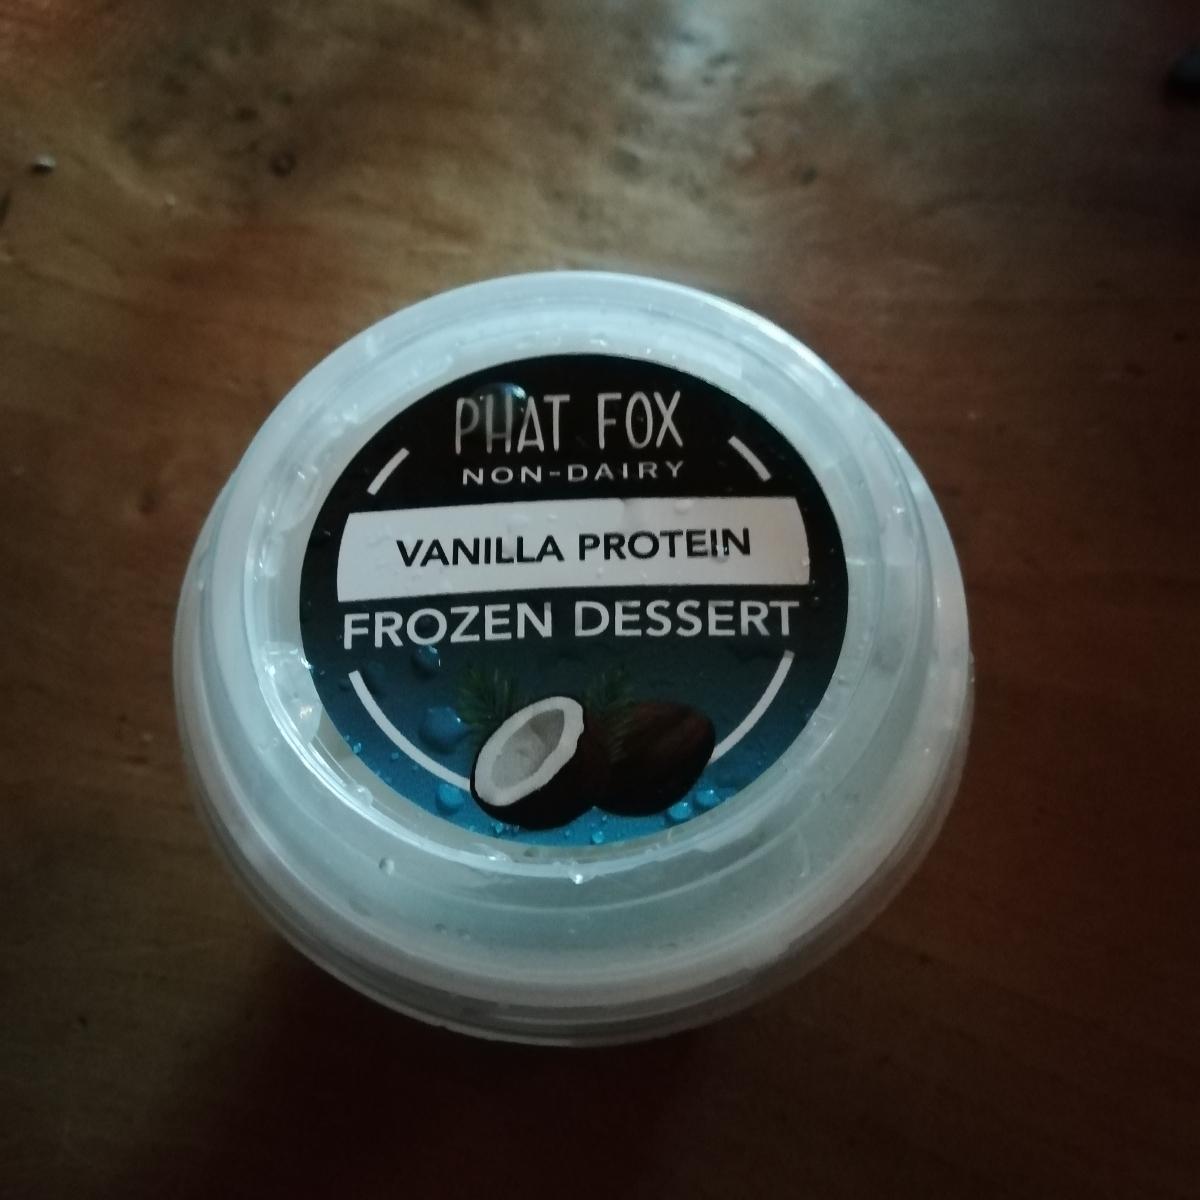 PHAT FOX
NON-DAIRY
VANILLA PROTEIN
FROZEN DESSERT